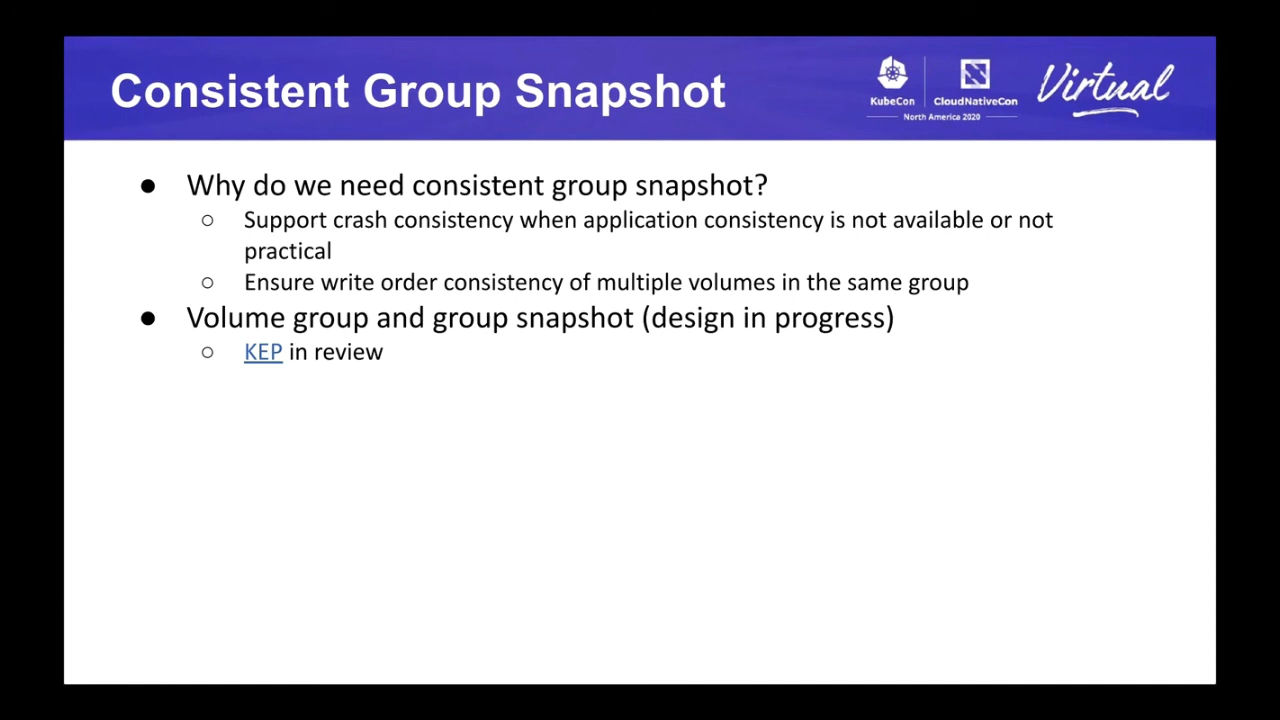 Consistent Group Snapshot
KubeCon
CloudNativeCon
North America 2020
Virtual
● Why do we need consistent group snapshot?
○ Support crash consistency when application consistency is not available or not
practical
○ Ensure write order consistency of multiple volumes in the same group
● Volume group and group snapshot (design in progress)
○ KEP in review